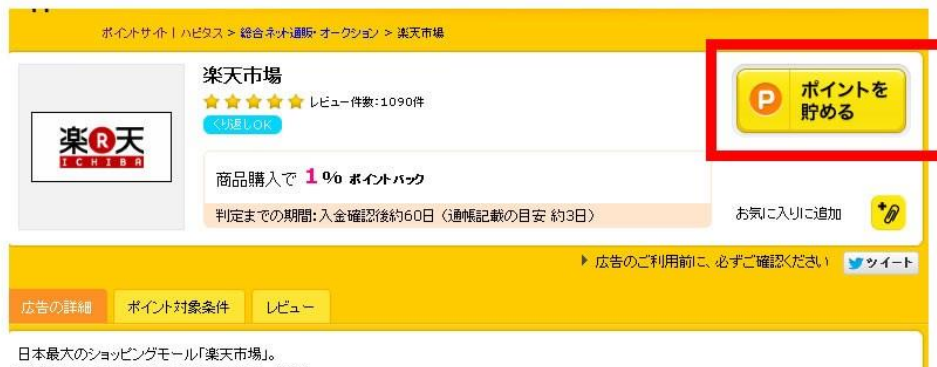 ポイントサイト | ハピタス > 総合ネット通販・オークション > 楽天市場
楽天市場
レビュー件数:1090件
くり返しOK
楽R天
ICHIBA
Pポイントを
貯める
商品購入で 1% ポイントバック
判定までの期間:入金確認後約60日（通帳記載の目安 約3日）
お気に入りに追加
広告のご利用前に、必ずご確認ください
ツイート
広告の詳細
ポイント対象条件
レビュー
日本最大のショッピングモール「楽天市場」。